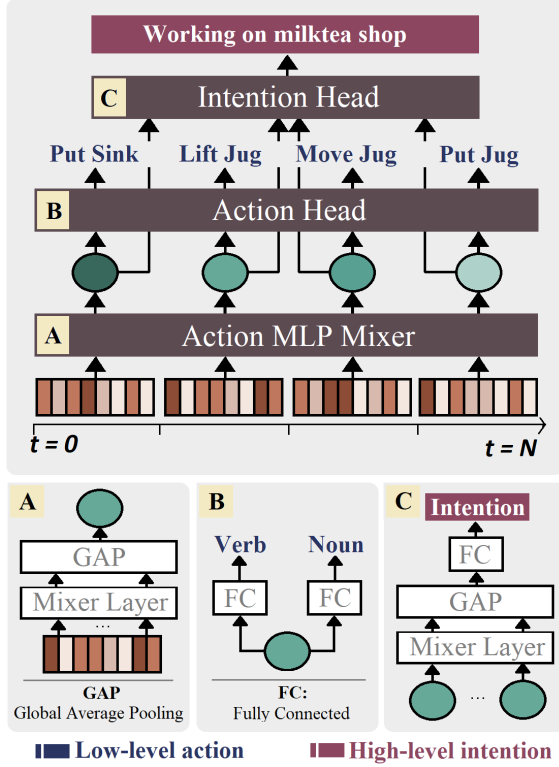 Working on milktea shop
C
Intention Head
Put Sink
Lift Jug
Move Jug
Put Jug
B
Action Head
A
Action MLP Mixer
t = 0
t = N
A
GAP
Mixer Layer
...
GAP
Global Average Pooling
B
Verb
Noun
FC
FC
FC:
Fully Connected
C
Intention
FC
GAP
Mixer Layer
...
Low-level action
High-level intention